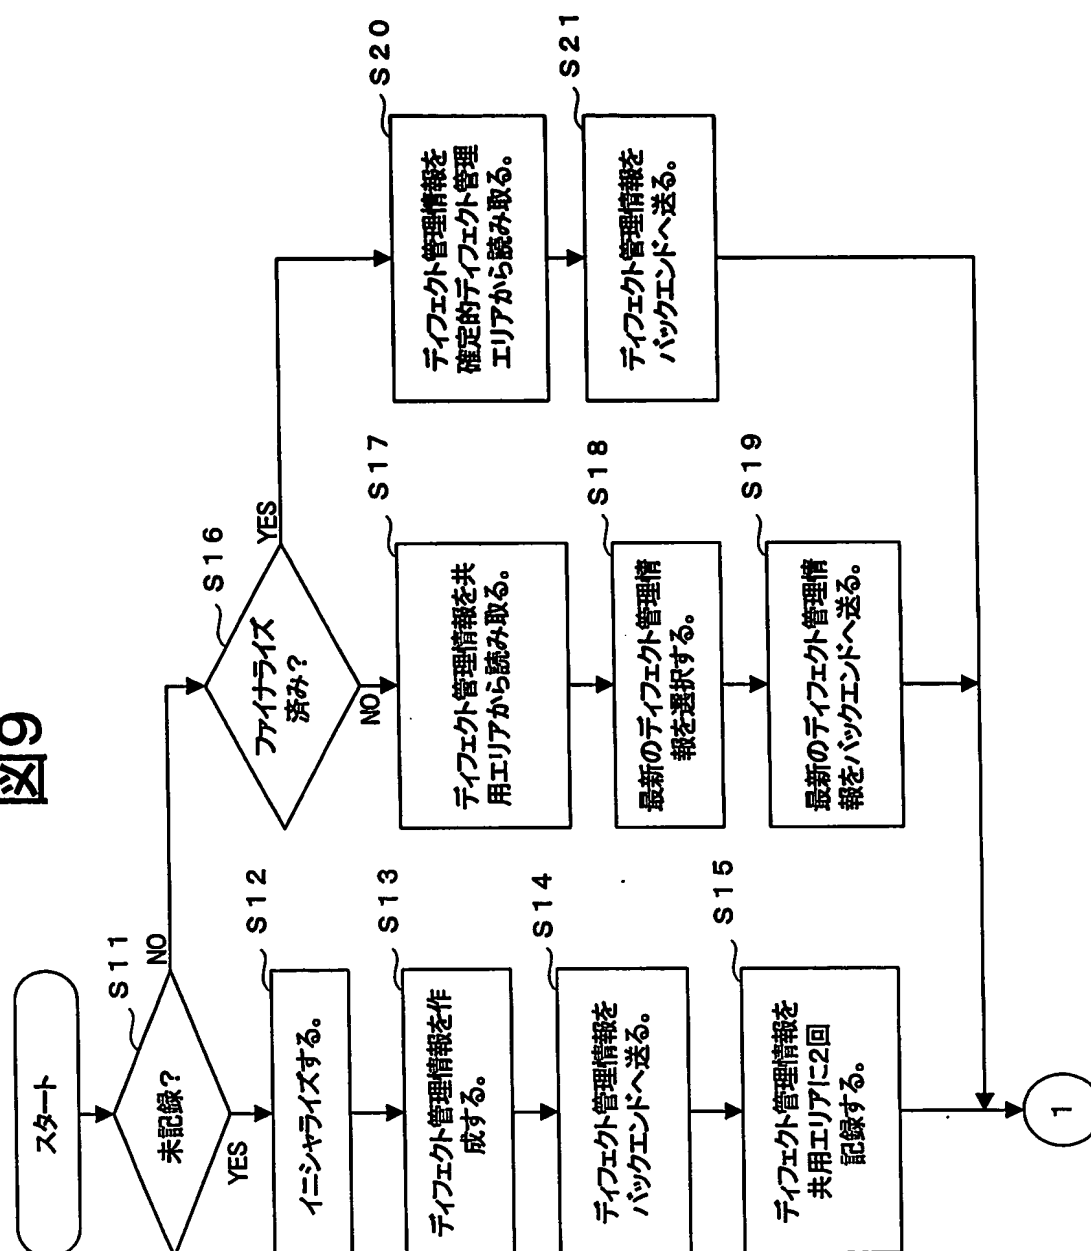 図9
スタート
S11
未記録？
NO
YES
S12
イニシャライズする。
S13
ディフェクト管理情報を作
成する。
S14
ディフェクト管理情報を
バックエンドへ送る。
S15
ディフェクト管理情報を
共用エリアに2回
記録する。
S16
ファイナライズ
済み？
YES
NO
S17
ディフェクト管理情報を共
用エリアから読み取る。
S18
最新のディフェクト管理情
報を選択する。
S19
最新のディフェクト管理情
報をバックエンドへ送る。
S20
ディフェクト管理情報を
確定的ディフェクト管理
エリアから読み取る。
S21
ディフェクト管理情報を
バックエンドへ送る。
1